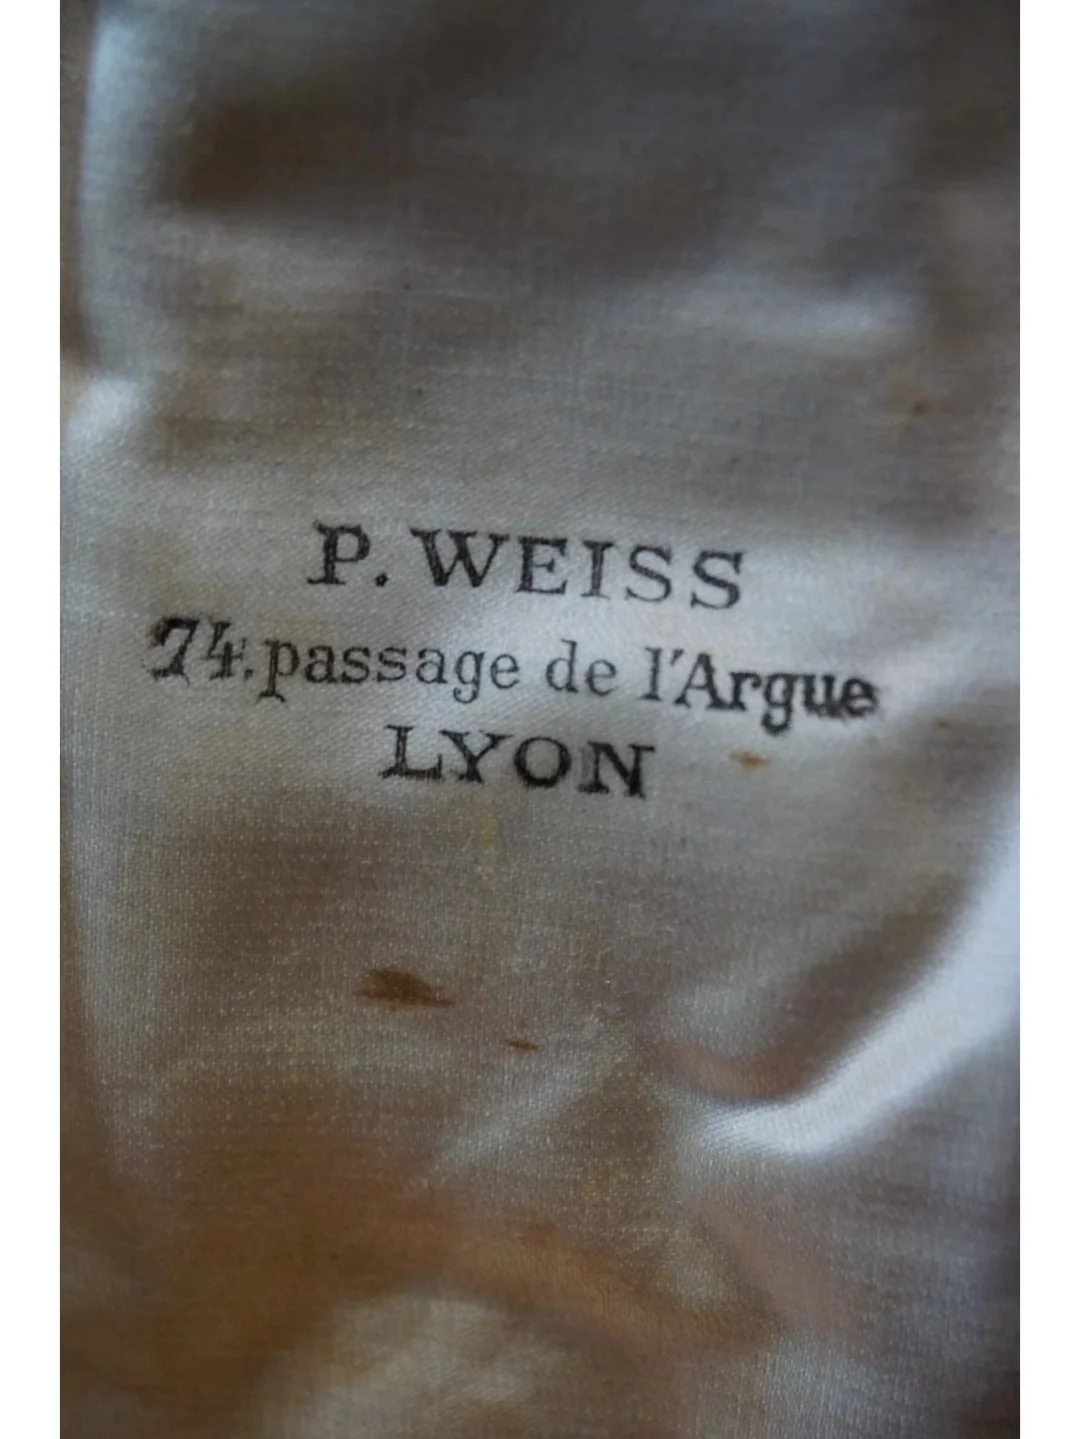 P. WEISS
74, passage de l'Argue
LYON